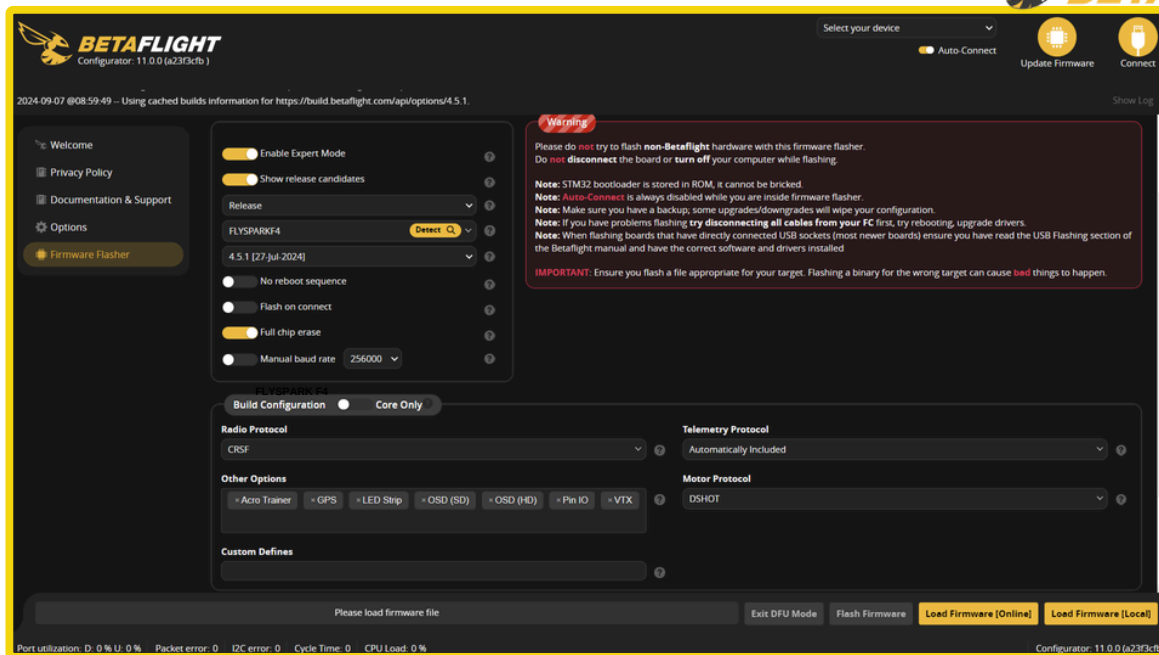 BETAFLIGHT
Configurator: 11.0.0 (a23f3cfb )
Select your device
Auto-Connect
Update Firmware
Connect
2024-09-07 @08:59:49 -- Using cached builds information for https://build.betaflight.com/api/options/4.5.1.
Show Log
Welcome
Privacy Policy
Documentation & Support
Options
Firmware Flasher
Enable Expert Mode
Show release candidates
Release
FLYSPARKF4
Detect
4.5.1 [27-Jul-2024]
No reboot sequence
Flash on connect
Full chip erase
Manual baud rate 256000
Warning
Please do not try to flash non-Betaflight hardware with this firmware flasher.
Do not disconnect the board or turn off your computer while flashing.
Note: STM32 bootloader is stored in ROM, it cannot be bricked.
Note: Auto-Connect is always disabled while you are inside firmware flasher.
Note: Make sure you have a backup; some upgrades/downgrades will wipe your configuration.
Note: If you have problems flashing try disconnecting all cables from your FC first, try rebooting, upgrade drivers.
Note: When flashing boards that have directly connected USB sockets (most newer boards) ensure you have read the USB Flashing section of
the Betaflight manual and have the correct software and drivers installed
IMPORTANT: Ensure you flash a file appropriate for your target. Flashing a binary for the wrong target can cause bad things to happen.
FLYSPARK F4
Build Configuration Core Only
Radio Protocol
CRSF
Telemetry Protocol
Automatically Included
Other Options
×Acro Trainer ×GPS ×LED Strip ×OSD (SD) ×OSD (HD) ×Pin IO ×VTX
Motor Protocol
DSHOT
Custom Defines
Please load firmware file
Exit DFU Mode
Flash Firmware
Load Firmware [Online]
Load Firmware [Local]
Port utilization: D: 0 % U: 0 % Packet error: 0 I2C error: 0 Cycle Time: 0 CPU Load: 0 %
Configurator: 11.0.0 (a23f3cf